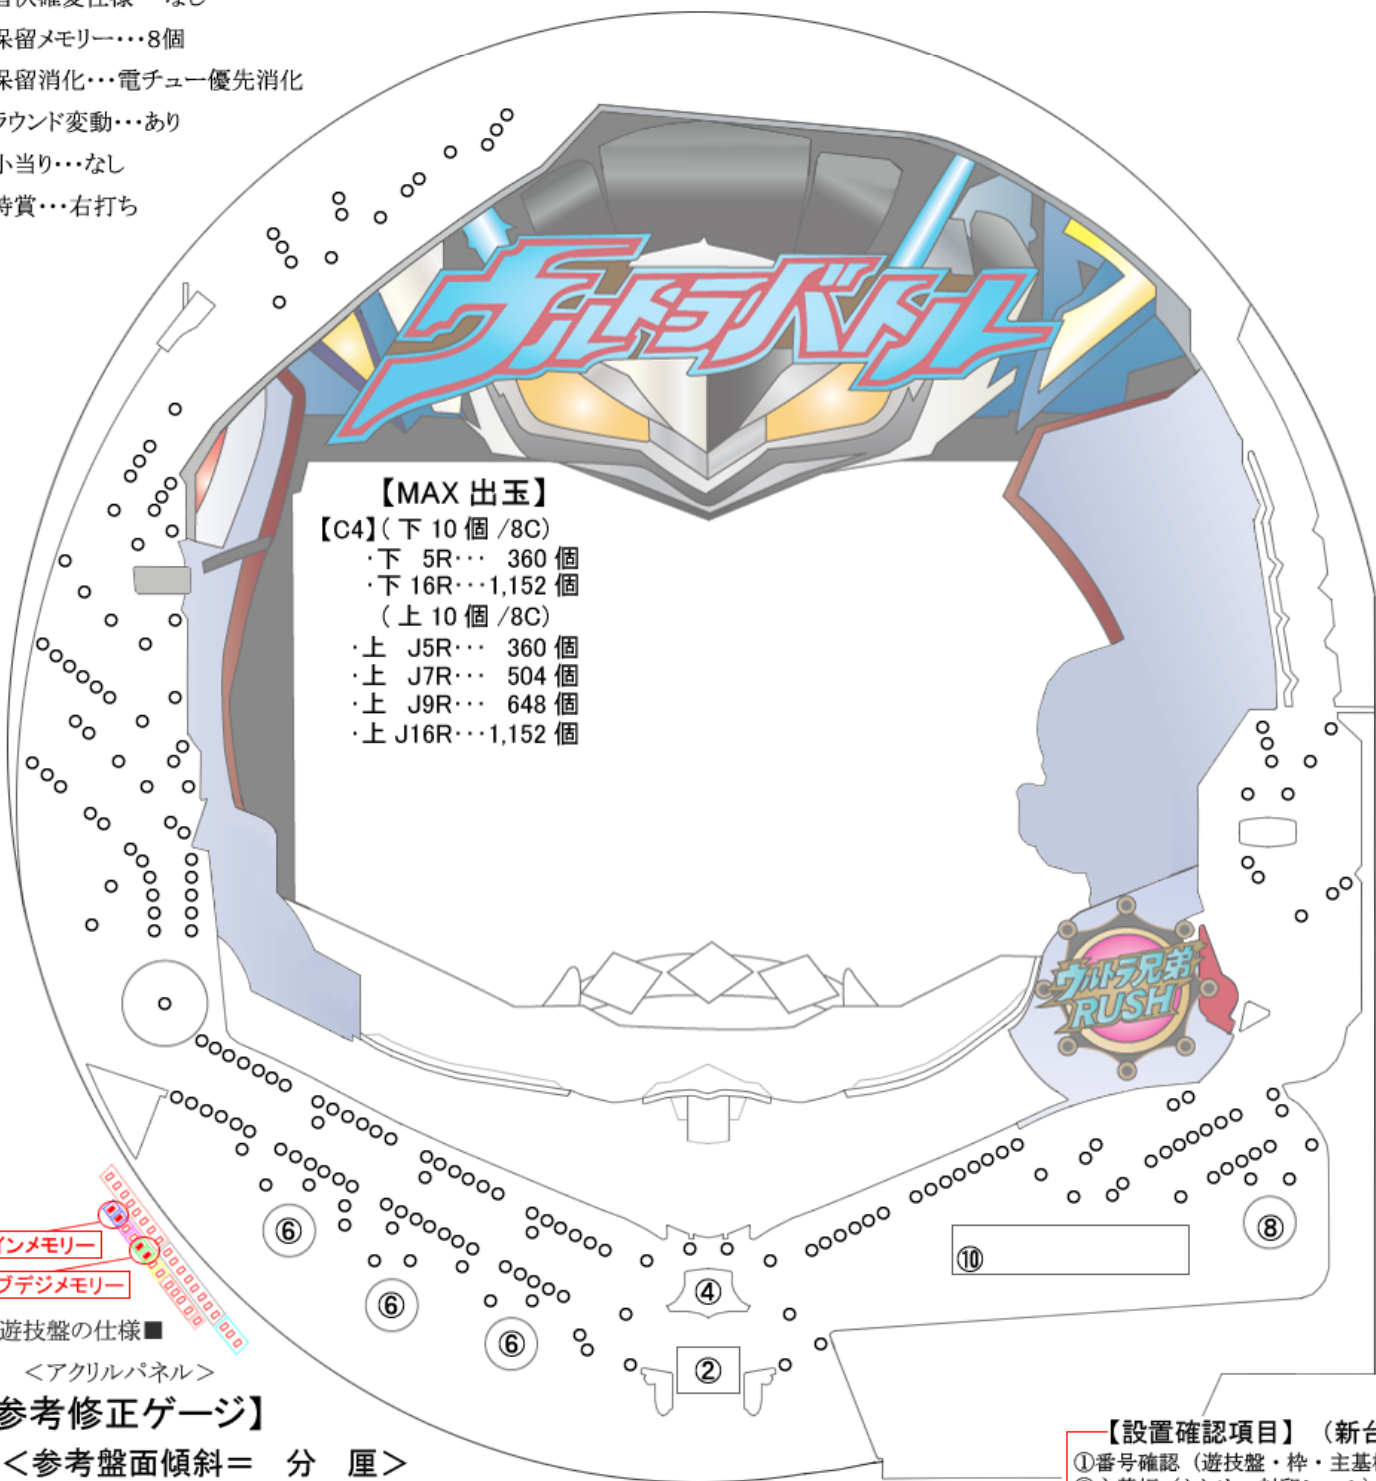 保留メモリー･･･8個
保留消化･･･電チュー優先消化
ラウンド変動･･･あり
小当り･･･なし
特賞･･･右打ち
ウルトラバトル
【MAX 出玉】
【C4】( 下 10 個 /8C)
･下 5R･･･ 360 個
･下 16R･･･1,152 個
( 上 10 個 /8C)
･上 J5R･･･ 360 個
･上 J7R･･･ 504 個
･上 J9R･･･ 648 個
･上 J16R･･･1,152 個
ウルトラ兄弟
RUSH
⑥
⑥
⑥
④
②
⑩
⑧
インメモリー
ブデジメモリー
遊技盤の仕様■
＜アクリルパネル＞
参考修正ゲージ】
＜参考盤面傾斜＝ 分 厘＞
【設置確認項目】（新台
①番号確認（遊技盤・枠・主基